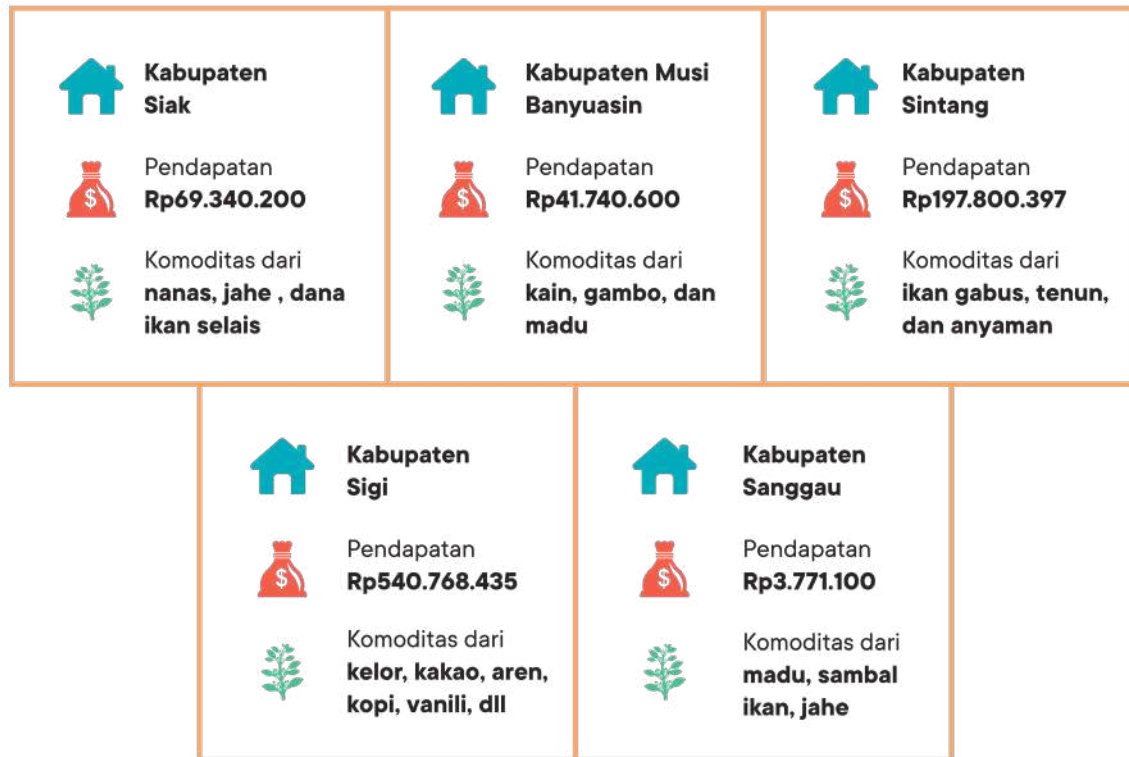 Kabupaten
Siak
Pendapatan
Rp69.340.200
Komoditas dari
nanas, jahe , dana
ikan selais
Kabupaten Musi
Banyuasin
Pendapatan
Rp41.740.600
Komoditas dari
kain, gambo, dan
madu
Kabupaten
Sintang
Pendapatan
Rp197.800.397
Komoditas dari
ikan gabus, tenun,
dan anyaman
Kabupaten
Sigi
Pendapatan
Rp540.768.435
Komoditas dari
kelor, kakao, aren,
kopi, vanili, dll
Kabupaten
Sanggau
Pendapatan
Rp3.771.100
Komoditas dari
madu, sambal
ikan, jahe